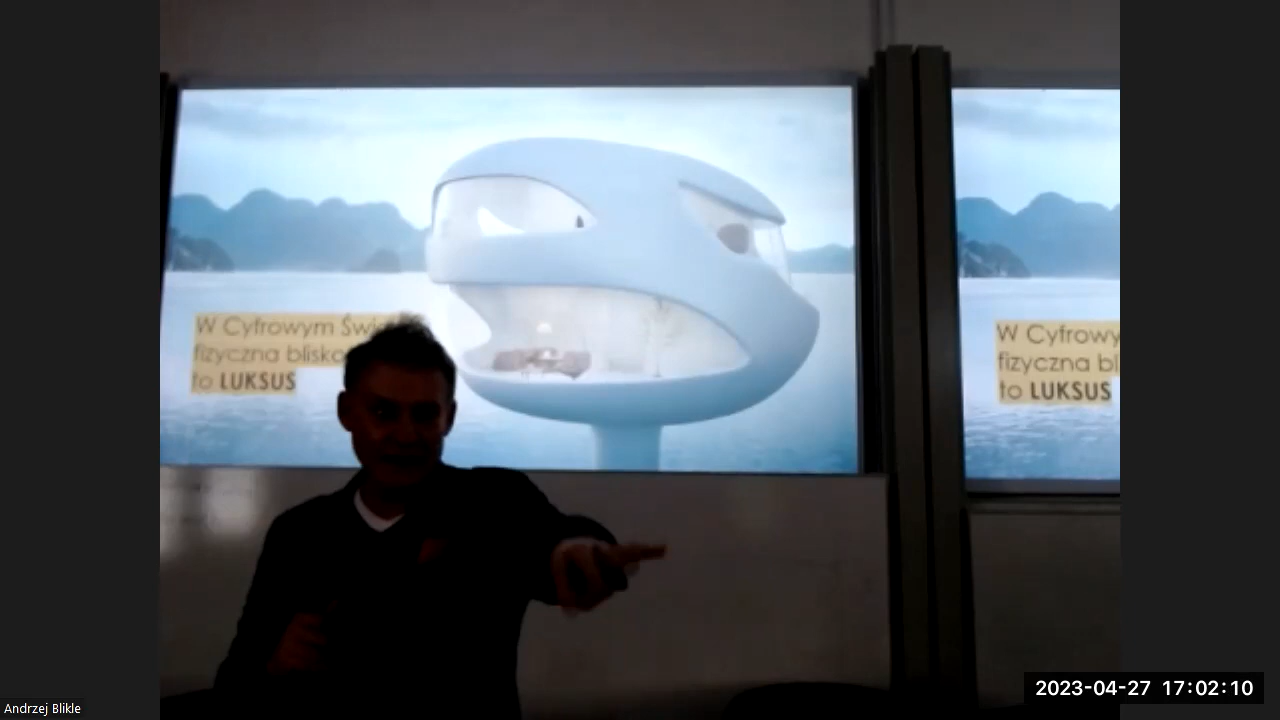 W Cyfrowym
fizyczna
to LUKSUS
W
fizyczna
to LUKSUS
Andrzej Blikle
2023-04-27 17:02:10